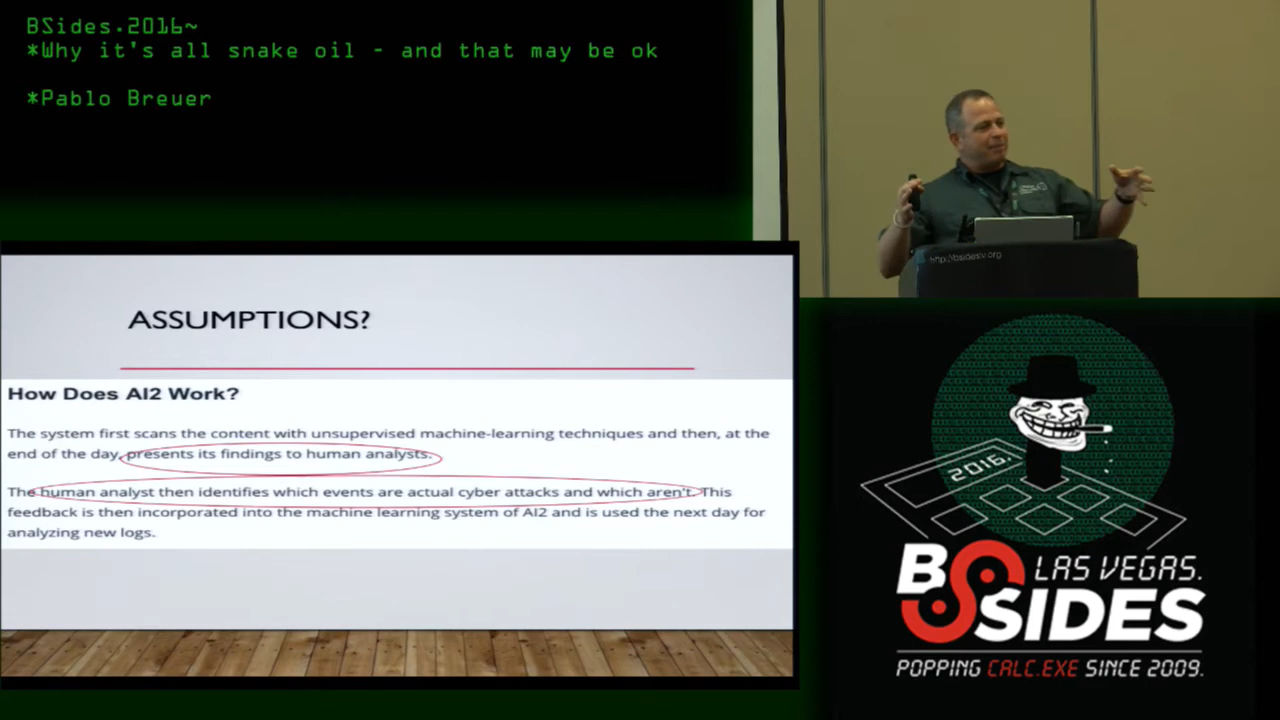 BSides.2016~
*Why it's all snake oil - and that may be ok
*Pablo Breuer
http://bsideslv.org
ASSUMPTIONS?
How Does AI2 Work?
The system first scans the content with unsupervised machine-learning techniques and then, at the
end of the day, presents its findings to human analysts.
The human analyst then identifies which events are actual cyber attacks and which aren't. This
feedback is then incorporated into the machine learning system of AI2 and is used the next day for
analyzing new logs.
2016.
BSIDES
LAS VEGAS.
POPPING CALC.EXE SINCE 2009.